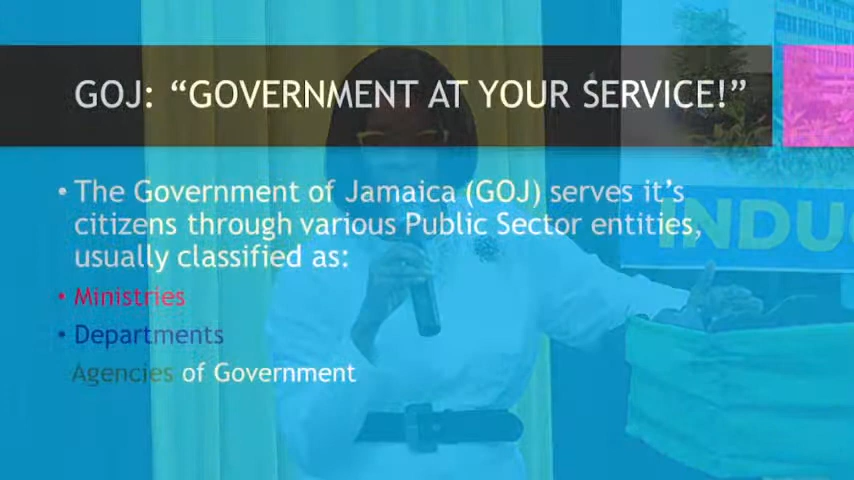 GOJ: “GOVERNMENT AT YOUR SERVICE!”
• The Government of Jamaica (GOJ) serves it’s
citizens through various Public Sector entities,
usually classified as:
• Ministries
• Departments
Agencies of Government
INDU